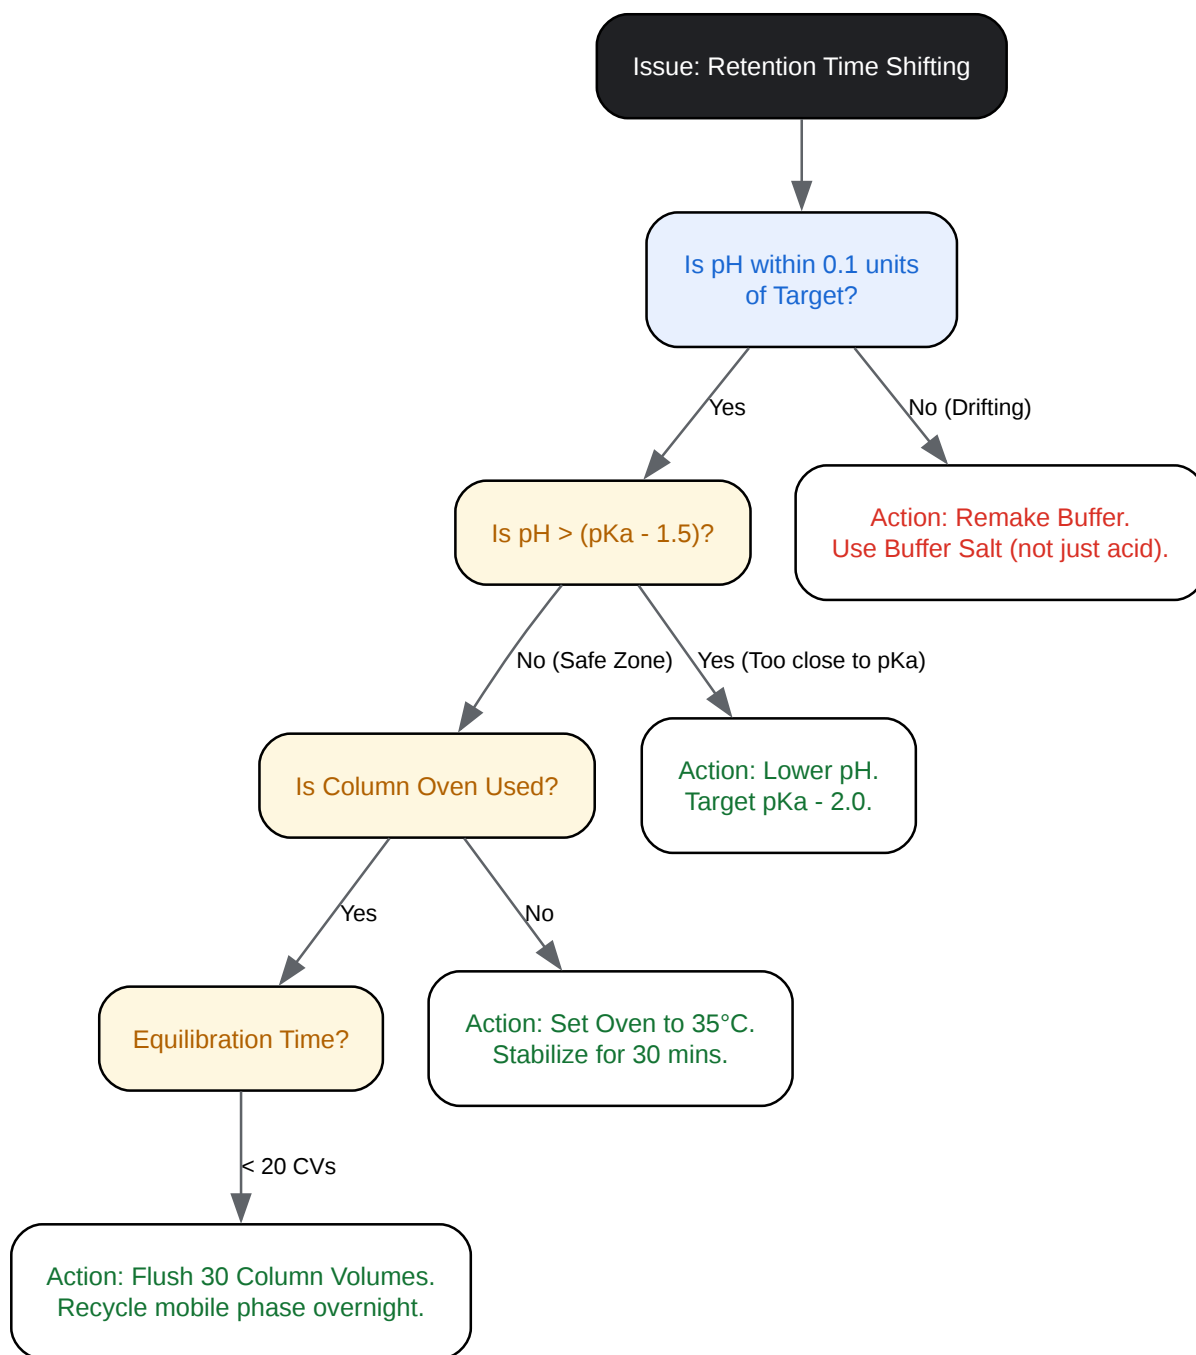 Issue: Retention Time Shifting
Is pH within 0.1 units
of Target?
Yes
No (Drifting)
Is pH > (pKa - 1.5)?
Action: Remake Buffer.
Use Buffer Salt (not just acid).
No (Safe Zone)
Yes (Too close to pKa)
Is Column Oven Used?
Action: Lower pH.
Target pKa - 2.0.
Yes
No
Equilibration Time?
Action: Set Oven to 35°C.
Stabilize for 30 mins.
< 20 CVs
Action: Flush 30 Column Volumes.
Recycle mobile phase overnight.